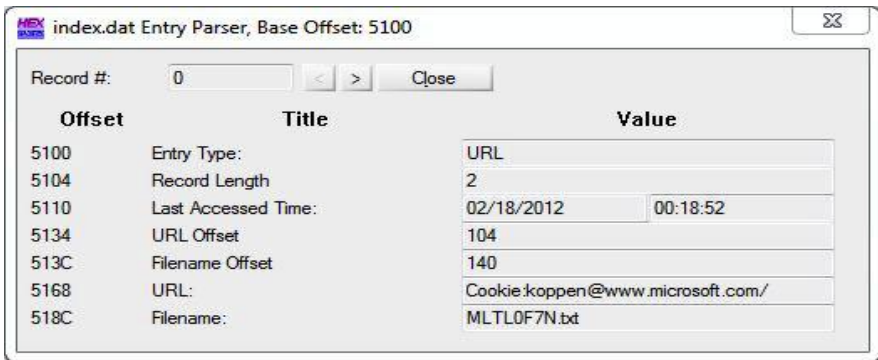 index.dat Entry Parser, Base Offset: 5100
Record #: 0 < > Close
Offset Title Value
5100 Entry Type: URL
5104 Record Length 2
5110 Last Accessed Time: 02/18/2012 00:18:52
5134 URL Offset 104
513C Filename Offset 140
5168 URL: Cookie:koppen@www.microsoft.com/
518C Filename: MLTL0F7N.txt